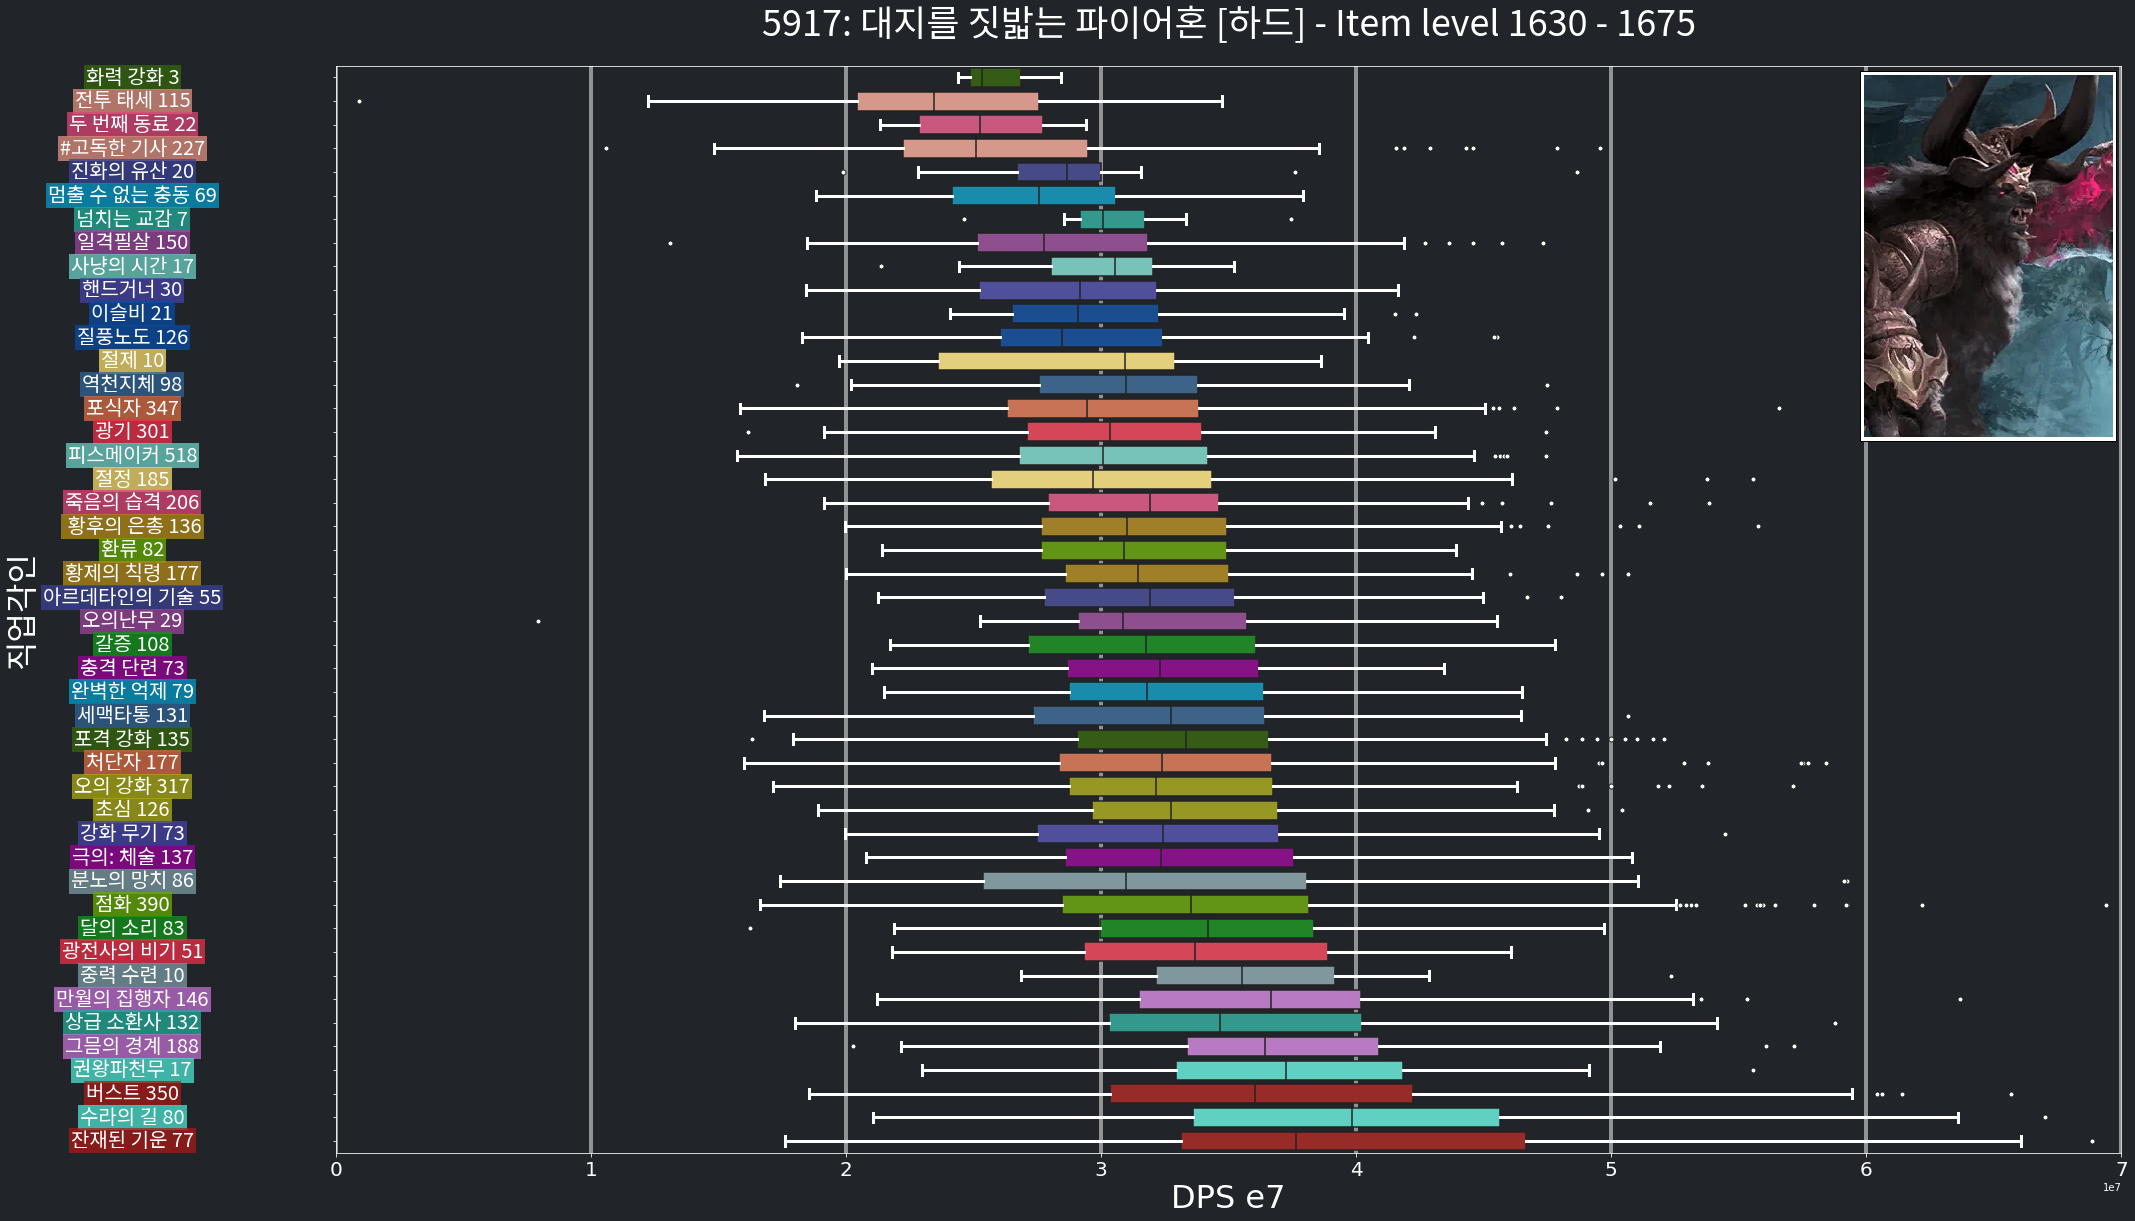 5917: 대지를 짓밟는 파이어혼 [하드] - Item level 1630 - 1675
화력 강화 3
전투 태세 115
두 번째 동료 22
#고독한 기사 227
진화의 유산 20
멈출 수 없는 충동 69
넘치는 교감 7
일격필살 150
사냥의 시간 17
핸드거너 30
이슬비 21
질풍노도 126
절제 10
역천지체 98
포식자 347
광기 301
피스메이커 518
절정 185
죽음의 습격 206
황후의 은총 136
환류 82
황제의 칙령 177
아르데타인의 기술 55
오의난무 29
갈증 108
충격 단련 73
완벽한 억제 79
세맥타통 131
포격 강화 135
처단자 177
오의 강화 317
초심 126
강화 무기 73
극의: 체술 137
분노의 망치 86
점화 390
달의 소리 83
광전사의 비기 51
중력 수련 10
만월의 집행자 146
상급 소환사 132
그믐의 경계 188
권왕파천무 17
버스트 350
수라의 길 80
잔재된 기운 77
직업각인
0 1 2 3 4 5 6 7
1e7
DPS e7